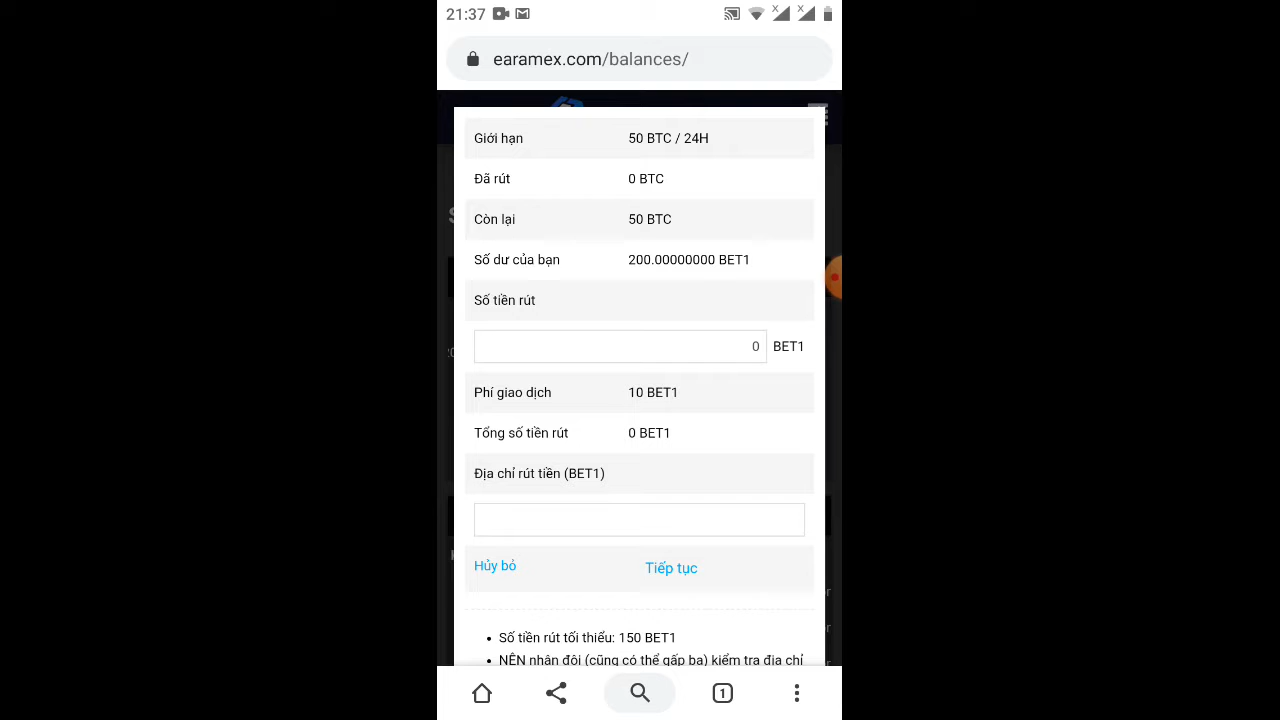 21:37
earamex.com/balances/
Giới hạn 50 BTC / 24H
Đã rút 0 BTC
Còn lại 50 BTC
Số dư của bạn 200.00000000 BET1
Số tiền rút
0 BET1
Phí giao dịch 10 BET1
Tổng số tiền rút 0 BET1
Địa chỉ rút tiền (BET1)
Hủy bỏ Tiếp tục
• Số tiền rút tối thiểu: 150 BET1
• NÊN nhân đôi (cũng có thể gấp ba) kiểm tra địa chỉ
1